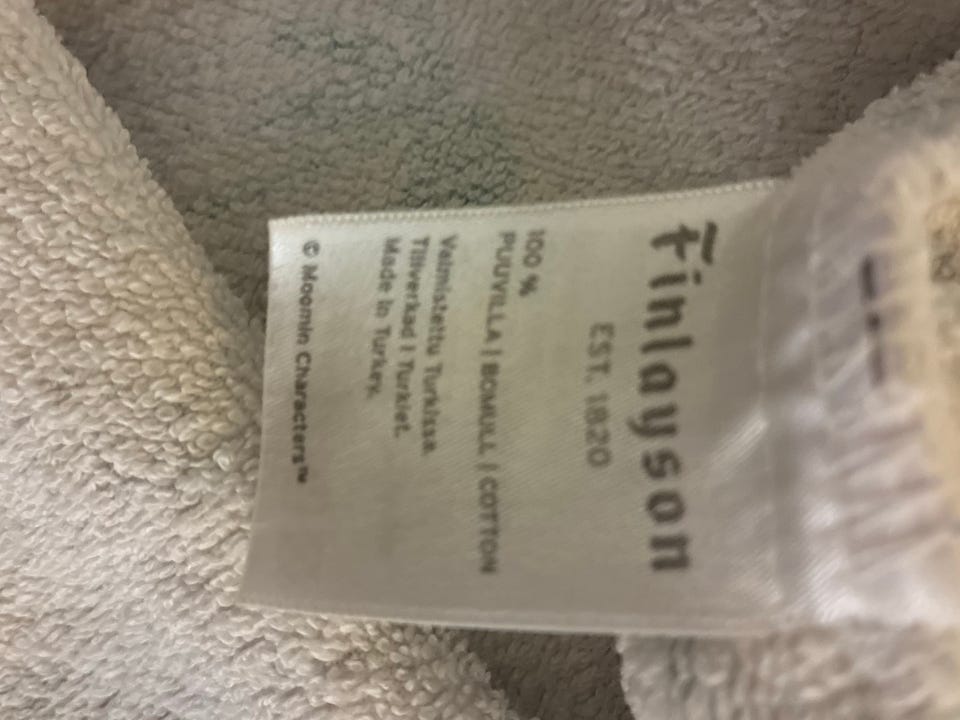 Finlayson
EST. 1820
100 %
PUUVILLA | BOMULL | COTTON
Valmistettu Turkissa.
Tillverkad i Turkiet.
Made in Turkey.
© Moomin Characters™